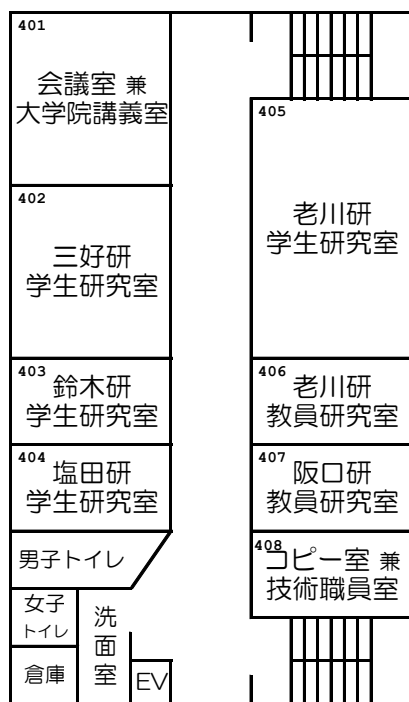 401
会議室 兼
大学院講義室
402
三好研
学生研究室
403
鈴木研
学生研究室
404
塩田研
学生研究室
男子トイレ
女子
トイレ
倉庫
洗
面
室
EV
405
老川研
学生研究室
406
老川研
教員研究室
407
阪口研
教員研究室
408
コピー室 兼
技術職員室